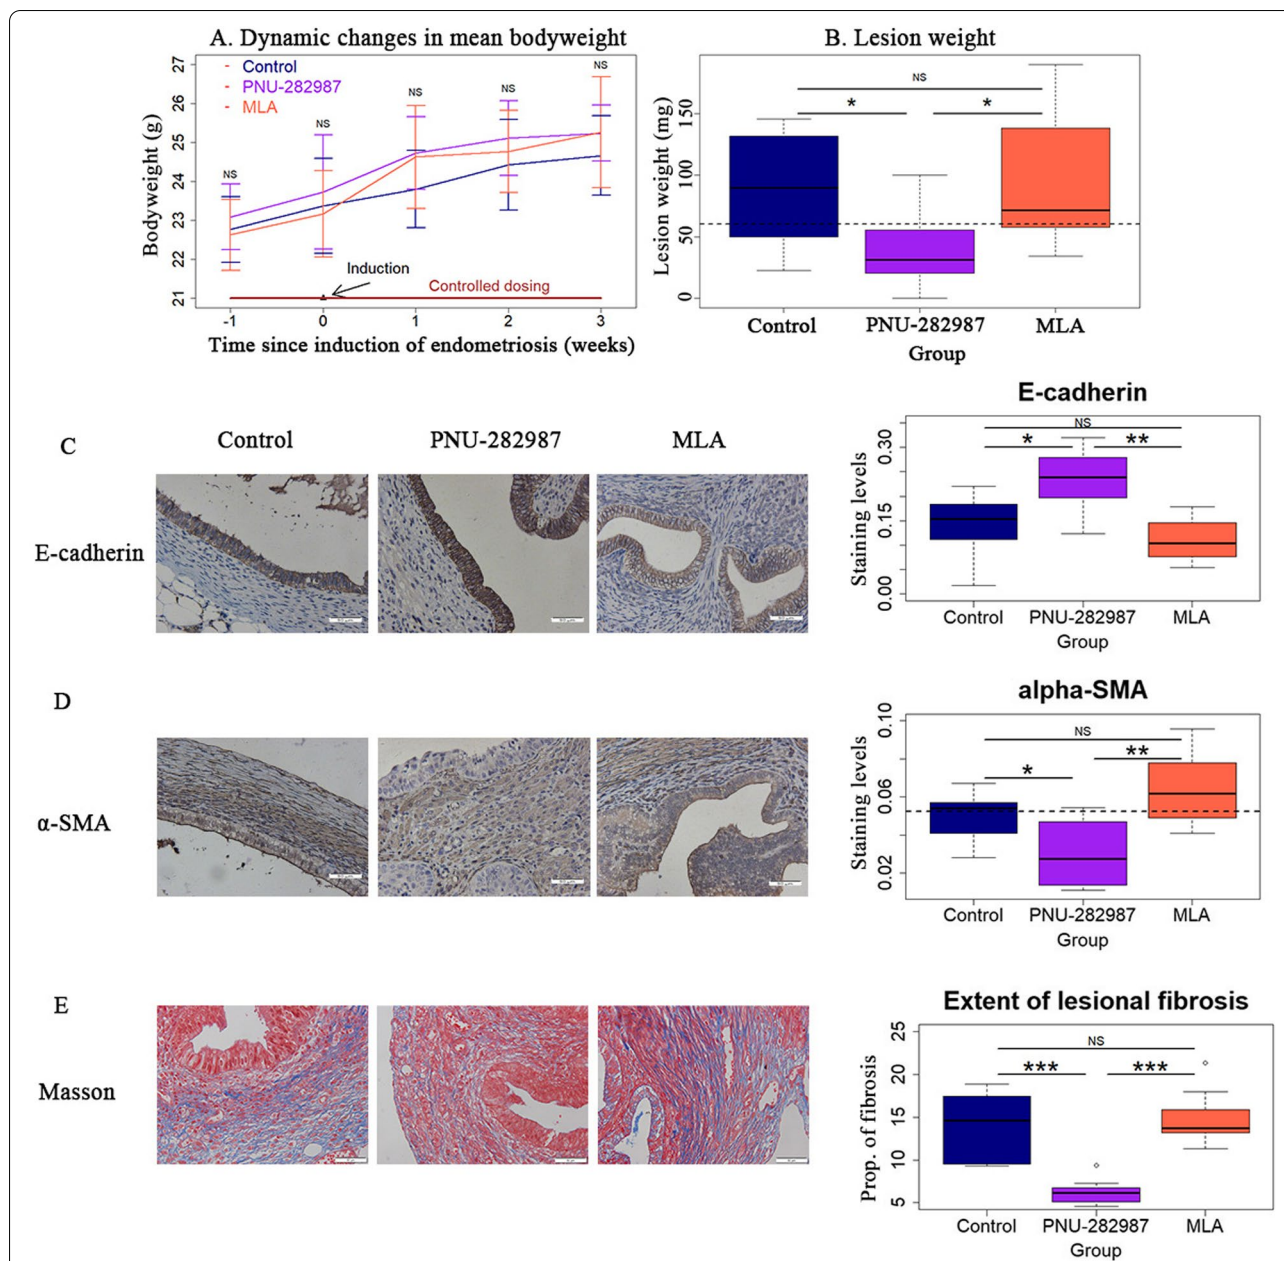 A. Dynamic changes in mean bodyweight
Control
PNU-282987
MLA
NS
NS
NS
NS
NS
Bodyweight (g)
27
26
25
24
23
22
21
Induction
Controlled dosing
-1
0
1
2
3
Time since induction of endometriosis (weeks)
B. Lesion weight
NS
*
*
Lesion weight (mg)
150
100
50
0
Control
PNU-282987
MLA
Group
C
Control
PNU-282987
MLA
E-cadherin
E-cadherin
NS
*
**
Staining levels
0.30
0.15
0.00
Control
PNU-282987
MLA
Group
D
α-SMA
alpha-SMA
NS
*
**
Staining levels
0.10
0.06
0.02
Control
PNU-282987
MLA
Group
E
Masson
Extent of lesional fibrosis
NS
***
***
Prop. of fibrosis
25
20
15
10
5
Control
PNU-282987
MLA
Group